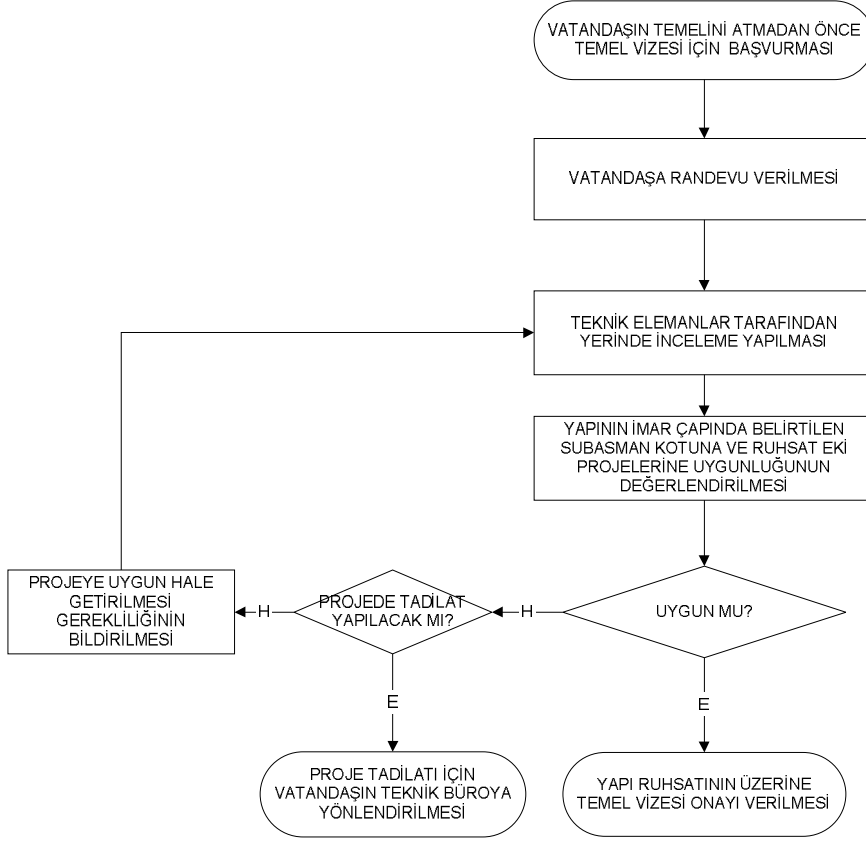 VATANDAŞIN TEMELİNİ ATMADAN ÖNCE
TEMEL VİZESİ İÇİN BAŞVURMASI
VATANDAŞA RANDEVU VERİLMESİ
TEKNİK ELEMANLAR TARAFINDAN
YERİNDE İNCELEME YAPILMASI
YAPININ İMAR ÇAPINDA BELİRTİLEN
SUBASMAN KOTUNA VE RUHSAT EKİ
PROJELERİNE UYGUNLUĞUNUN
DEĞERLENDİRİLMESİ
UYGUN MU?
H
PROJEDE TADİLAT
YAPILACAK MI?
H
PROJEYE UYGUN HALE
GETİRİLMESİ
GEREKLİLİĞİNİN
BİLDİRİLMESİ
E
E
PROJE TADİLATI İÇİN
VATANDAŞIN TEKNİK BÜROYA
YÖNLENDİRİLMESİ
YAPI RUHSATININ ÜZERİNE
TEMEL VİZESİ ONAYI VERİLMESİ